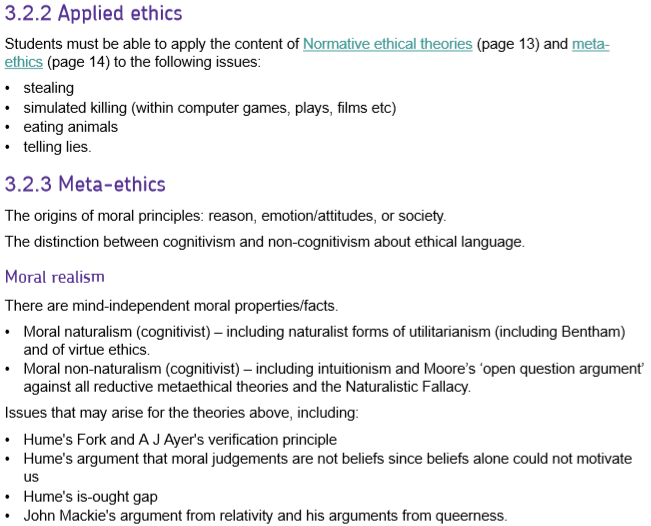 3.2.2 Applied ethics
Students must be able to apply the content of Normative ethical theories (page 13) and meta-
ethics (page 14) to the following issues:
• stealing
• simulated killing (within computer games, plays, films etc)
• eating animals
• telling lies.
3.2.3 Meta-ethics
The origins of moral principles: reason, emotion/attitudes, or society.
The distinction between cognitivism and non-cognitivism about ethical language.
Moral realism
There are mind-independent moral properties/facts.
• Moral naturalism (cognitivist) – including naturalist forms of utilitarianism (including Bentham)
and of virtue ethics.
• Moral non-naturalism (cognitivist) – including intuitionism and Moore's 'open question argument'
against all reductive metaethical theories and the Naturalistic Fallacy.
Issues that may arise for the theories above, including:
• Hume's Fork and A J Ayer's verification principle
• Hume's argument that moral judgements are not beliefs since beliefs alone could not motivate
us
• Hume's is-ought gap
• John Mackie's argument from relativity and his arguments from queerness.